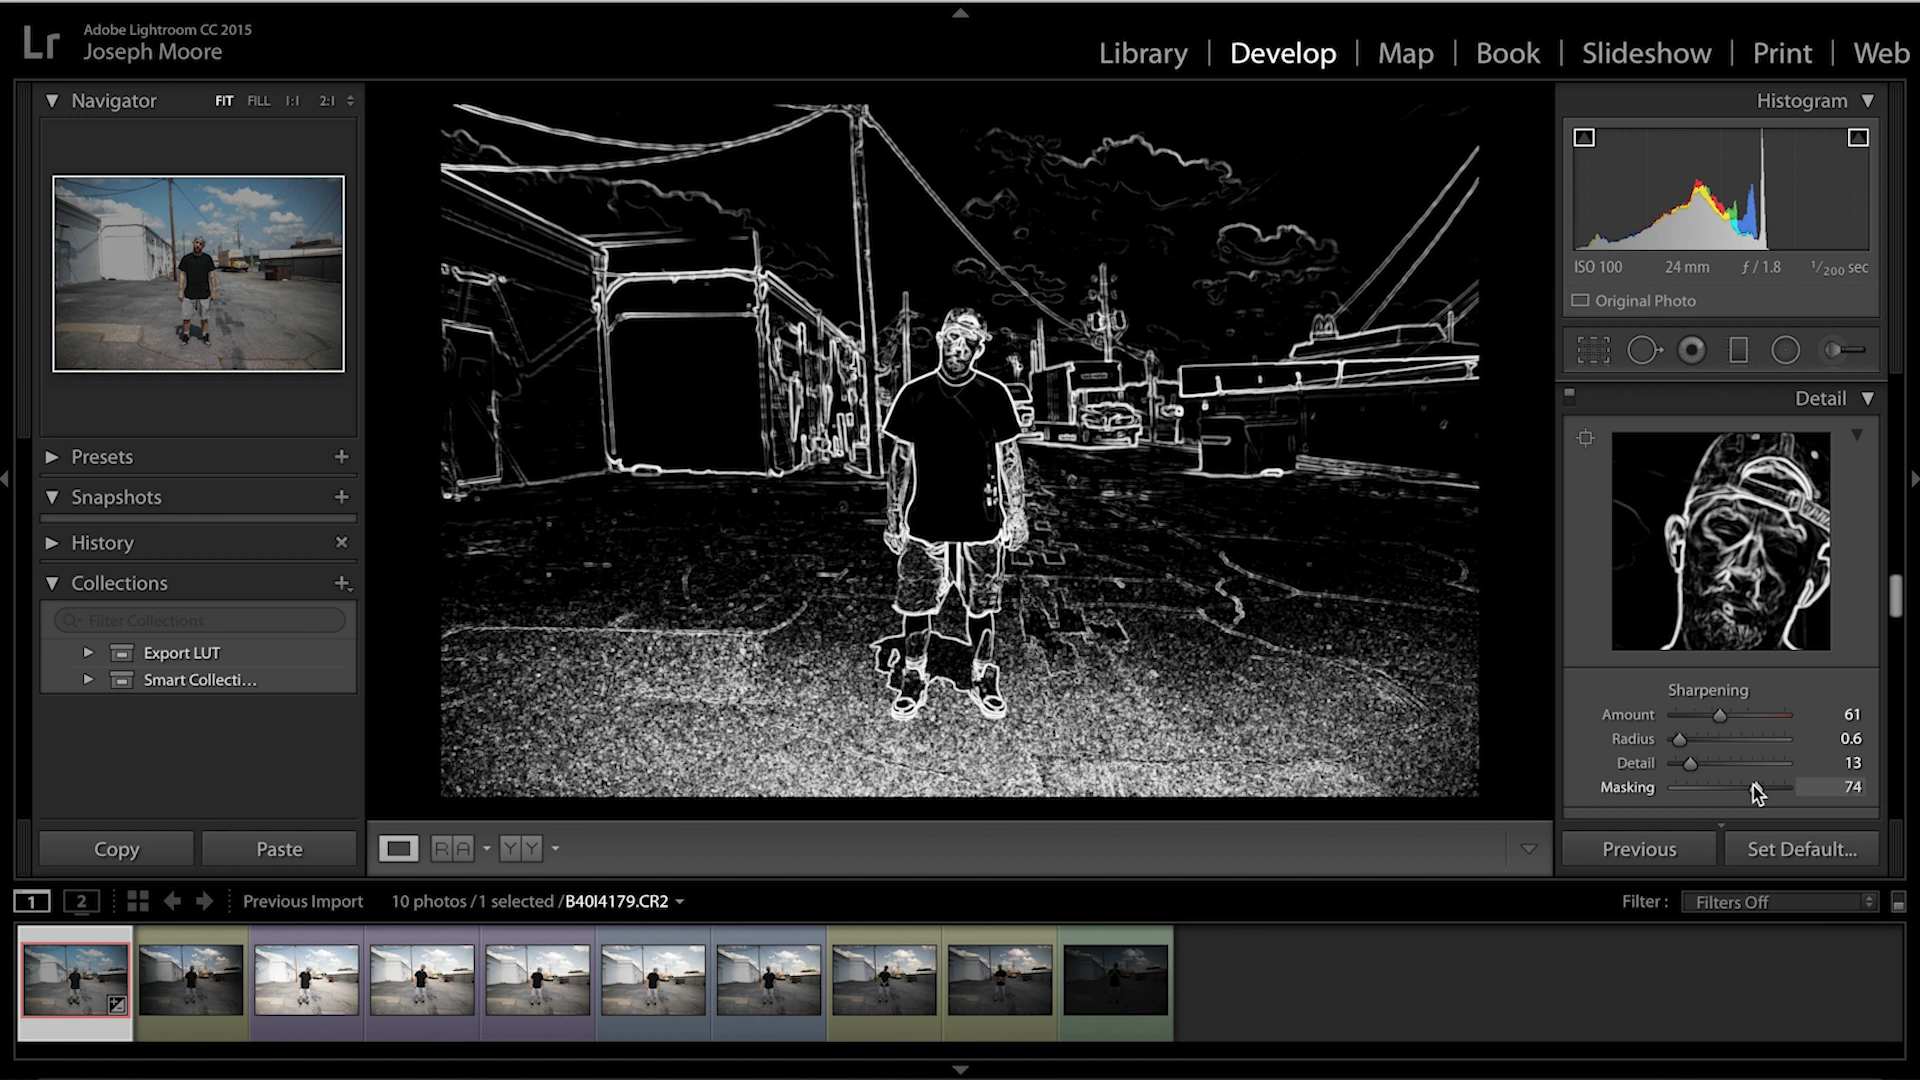 Lr
Adobe Lightroom CC 2015
Joseph Moore
Library | Develop | Map | Book | Slideshow | Print | Web
Navigator FIT FILL 1:1 2:1
Presets
Snapshots
History
Collections
Filter Collections
Export LUT
Smart Collecti...
Copy Paste
Histogram
ISO 100 24 mm ƒ / 1.8 1/200 sec
Original Photo
Detail
Sharpening
Amount 61
Radius 0.6
Detail 13
Masking 74
R A Y Y
Previous Set Default...
1 2 Previous Import 10 photos / 1 selected / B40I4179.CR2
Filter : Filters Off